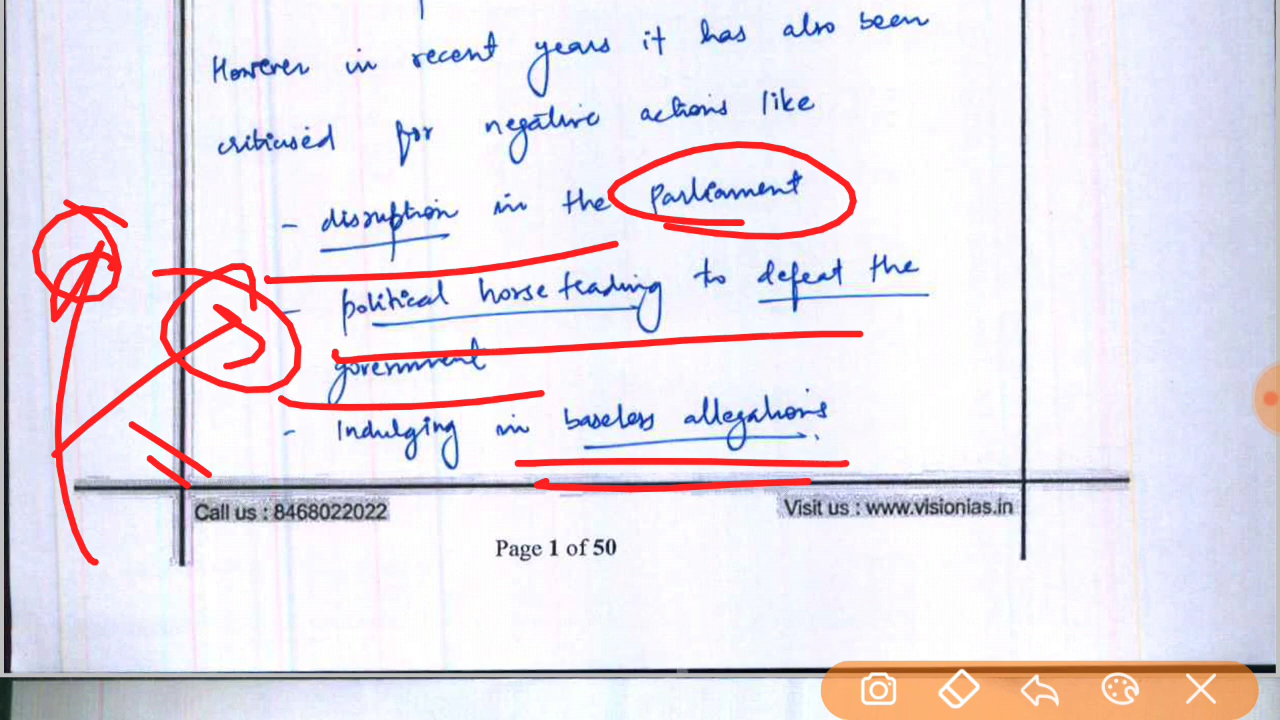 However in recent years it has also been
criticised for negative actions like
- disruption in the parliament
- political horse trading to defeat the
government
- Indulging in baseless allegations.
Call us : 8468022022
Visit us : www.visionias.in
Page 1 of 50